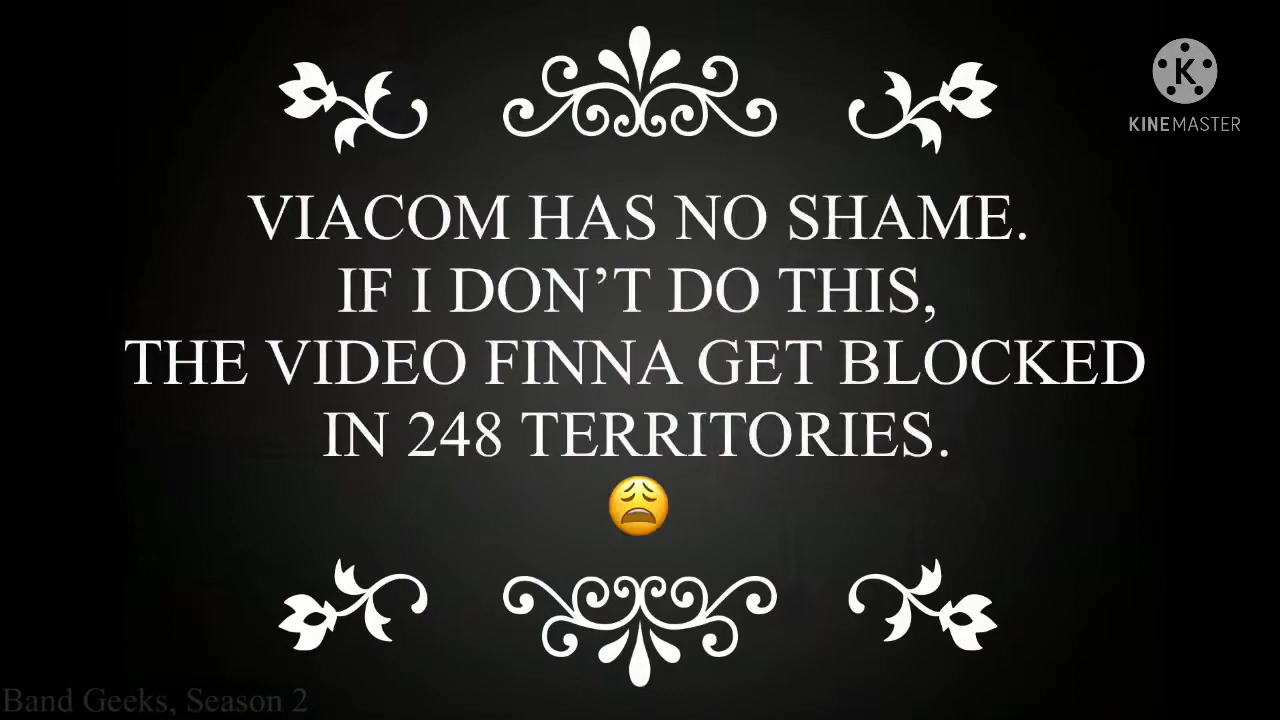 KINEMASTER
VIACOM HAS NO SHAME.
IF I DON’T DO THIS,
THE VIDEO FINNA GET BLOCKED
IN 248 TERRITORIES.
😩
Band Geeks, Season 2